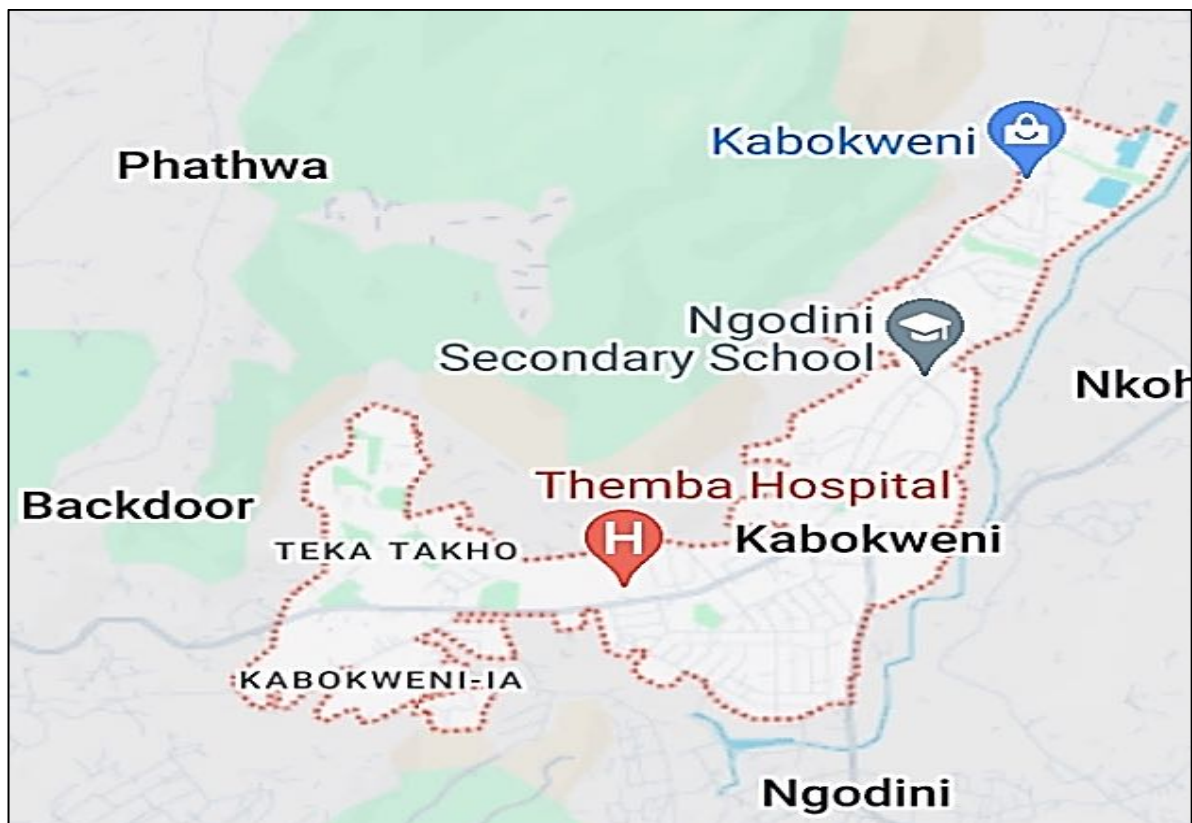 Kabokweni
Phathwa
Ngodini
Secondary School
Nkoh
Themba Hospital
H
Backdoor
Kabokweni
TEKA TAKHO
KABOKWENI-IA
Ngodini